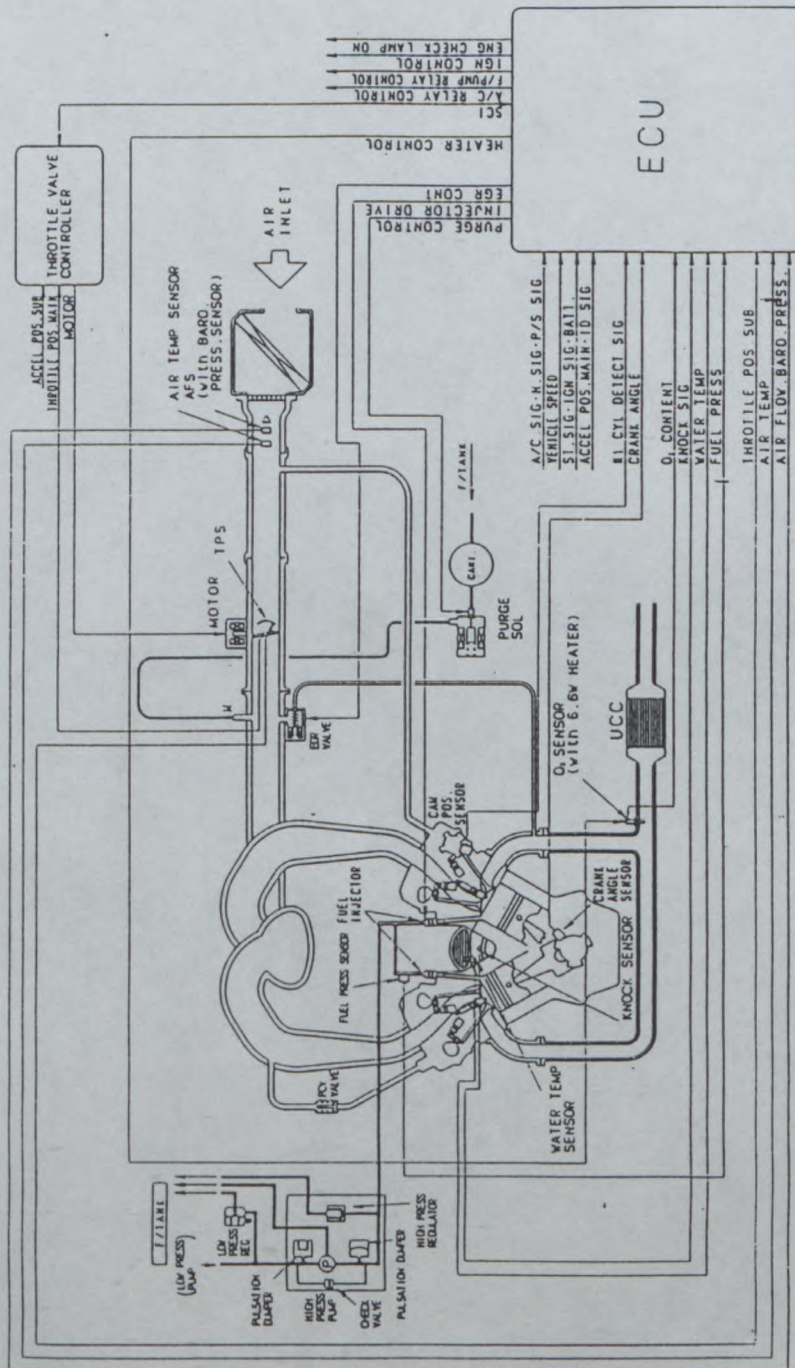 ENG CHECK LAMP ON
IGN CONTROL
F/PUMP RELAY CONTROL
A/C RELAY CONTROL
SCI
HEATER CONTROL
EGR CONT
INJECTOR DRIVE
PURGE CONTROL
ECU
THROTTLE VALVE
CONTROLLER
ACCEL POS.SUB
THROTTLE POS.MAIN
MOTOR
AIR TEMP SENSOR
AFS
(with BARO.
PRESS.SENSOR)
AIR
INLET
MOTOR
TPS
EGR
VALVE
F/TANK
CANI.
PURGE
SOL
A/C SIG·N.SIG·P/S SIG
VEHICLE SPEED
ST.SIG·IGN SIG·BATT.
ACCEL POS.MAIN·ID SIG
#1 CYL DETECT SIG
CRANK ANGLE
O₂ CONTENT
KNOCK SIG
WATER TEMP
FUEL PRESS
THROTTLE POS SUB
AIR TEMP
AIR FLOW.BARO.PRESS.
CAM
POS.
SENSOR
O₂ SENSOR
(with 6.6W HEATER)
UCC
FUEL
INJECTOR
FUEL PRESS SENSOR
CRANK
ANGLE
SENSOR
KNOCK SENSOR
WATER TEMP
SENSOR
PCV
VALVE
F/TANK
(LOW PRESS)
PUMP
LOW
PRESS
REG
PULSATION
DUMPER
HIGH
PRESS
PUMP
P
CHECK
VALVE
PULSATION DUMPER
HIGH PRESS
REGULATOR